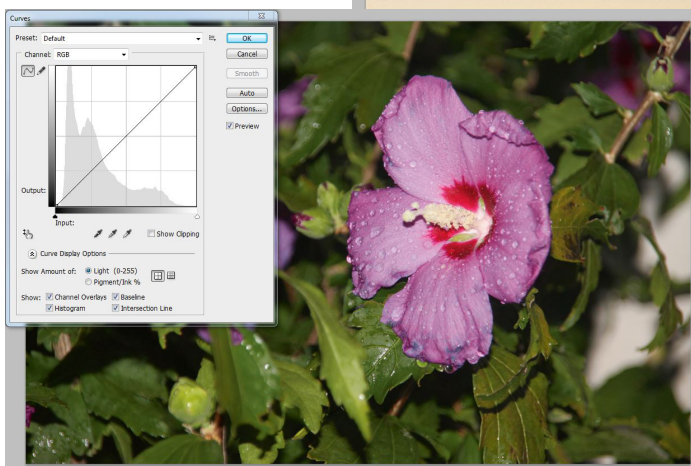 Curves
Preset: Default
OK
Channel: RGB
Cancel
Smooth
Auto
Options...
Preview
Output:
Input:
Show Clipping
Curve Display Options
Show Amount of: Light (0-255)
Pigment/Ink %
Show: Channel Overlays Baseline
Histogram Intersection Line